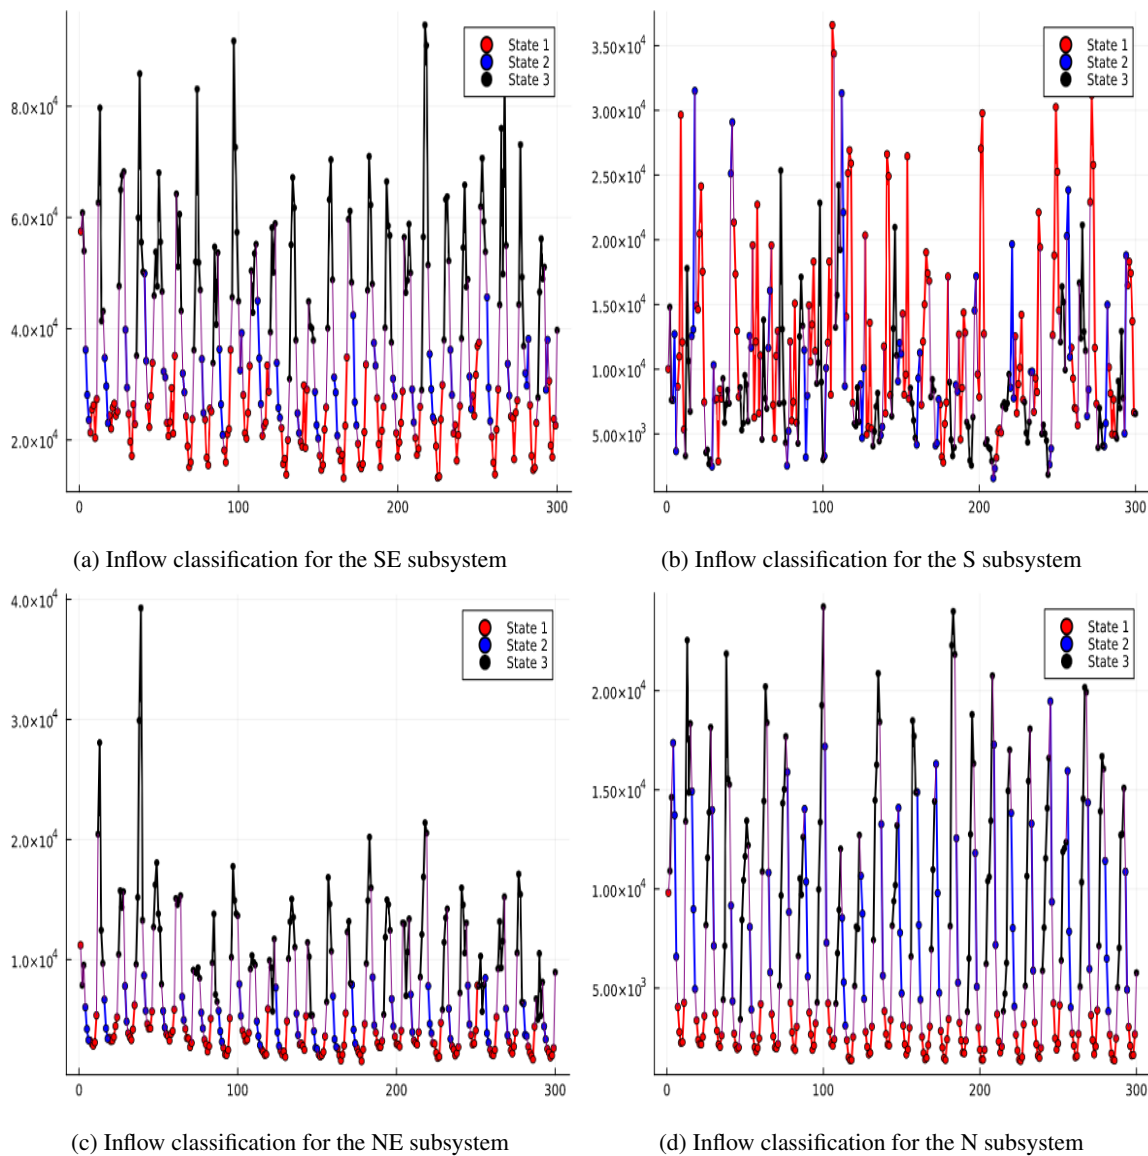 State 1
State 2
State 3
8.0×10⁴
6.0×10⁴
4.0×10⁴
2.0×10⁴
0 100 200 300
(a) Inflow classification for the SE subsystem
State 1
State 2
State 3
3.50×10⁴
3.00×10⁴
2.50×10⁴
2.00×10⁴
1.50×10⁴
1.00×10⁴
5.00×10³
0 100 200 300
(b) Inflow classification for the S subsystem
State 1
State 2
State 3
4.0×10⁴
3.0×10⁴
2.0×10⁴
1.0×10⁴
0 100 200 300
(c) Inflow classification for the NE subsystem
State 1
State 2
State 3
2.00×10⁴
1.50×10⁴
1.00×10⁴
5.00×10³
0 100 200 300
(d) Inflow classification for the N subsystem